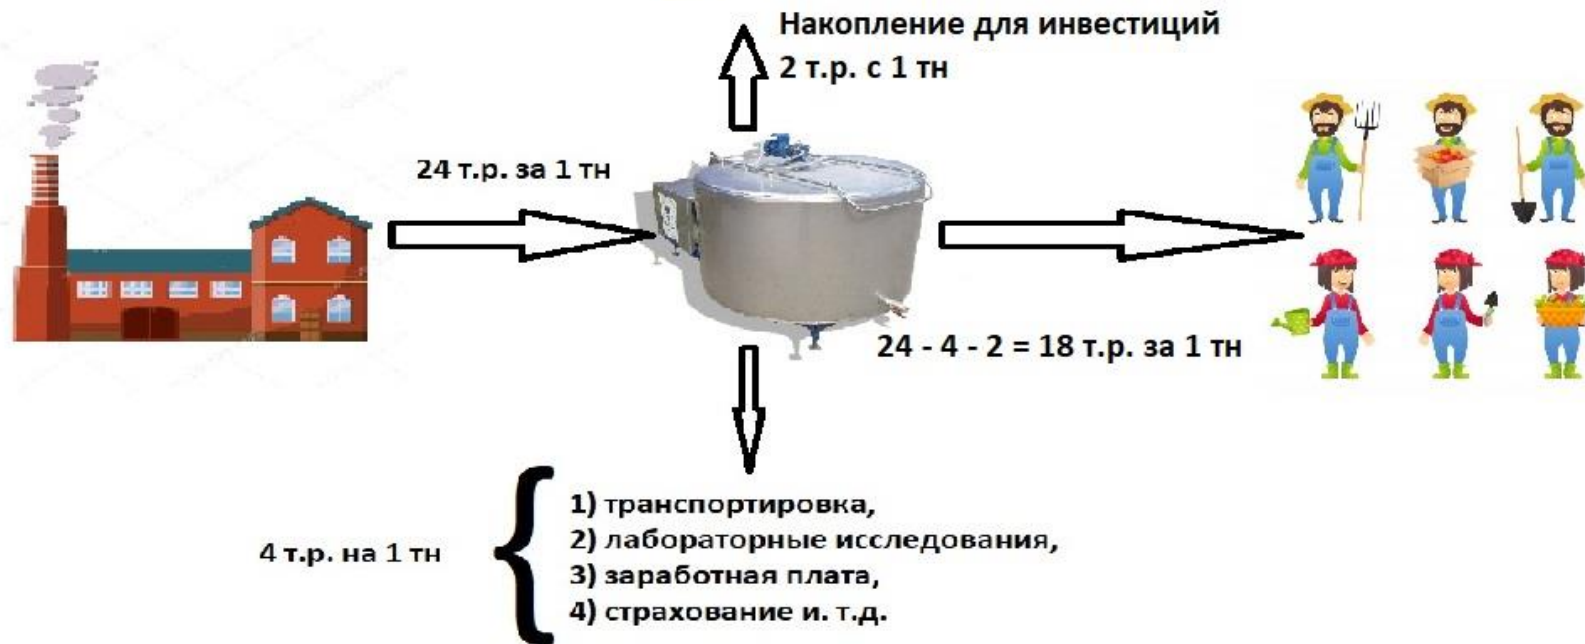 Накопление для инвестиций
2 т.р. с 1 тн
24 т.р. за 1 тн
24 - 4 - 2 = 18 т.р. за 1 тн
4 т.р. на 1 тн
1) транспортировка,
2) лабораторные исследования,
3) заработная плата,
4) страхование и. т.д.